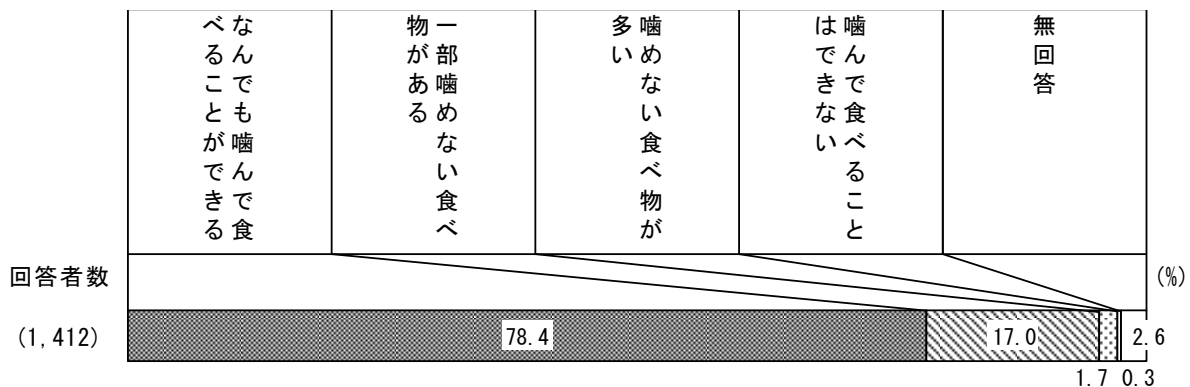 なんでも噛んで食
べることができる
一部噛めない食べ
物がある
噛めない食べ物が
多い
噛んで食べること
はできない
無回答
回答者数
(%)
(1,412)
78.4
17.0
2.6
1.7
0.3